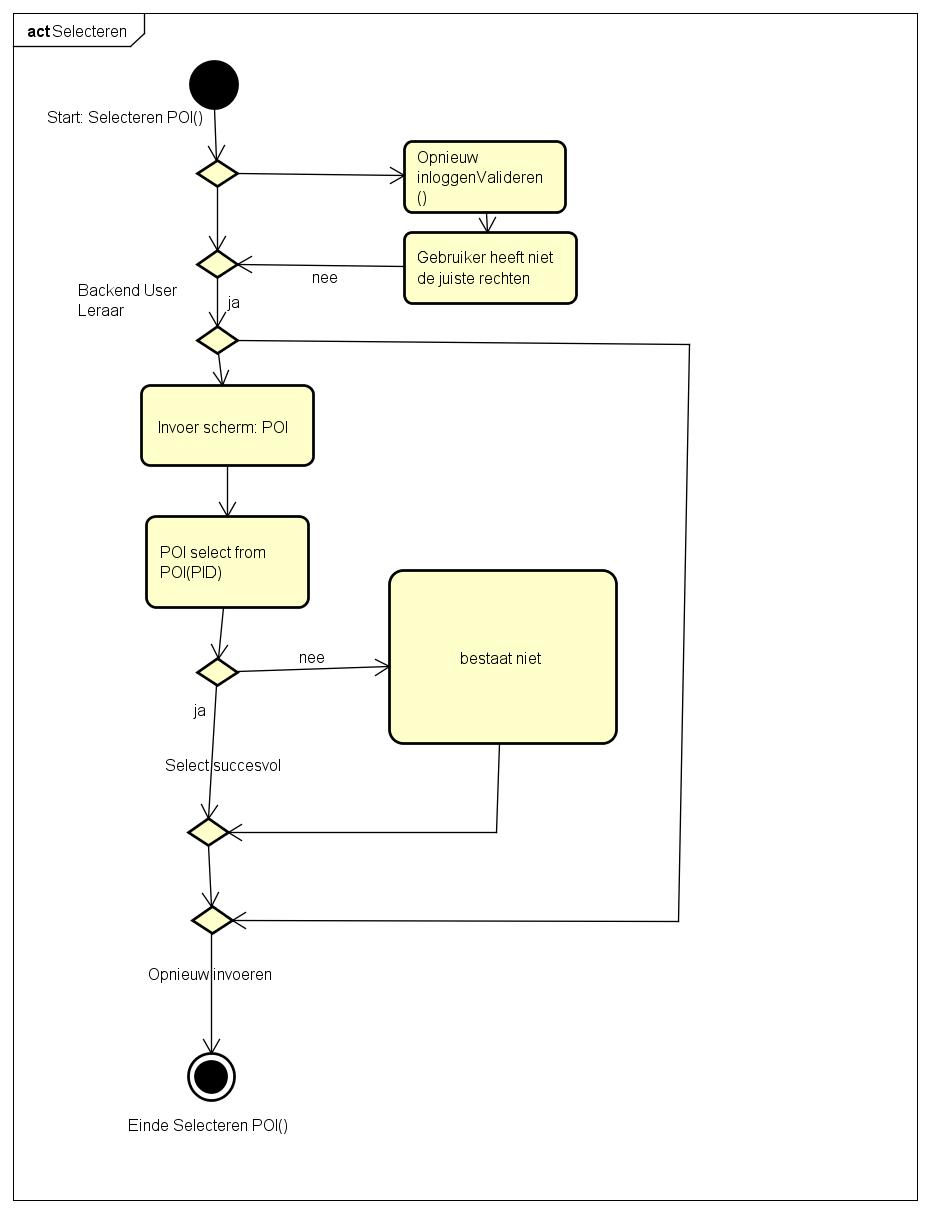 act Selecteren
Start: Selecteren POI()
Opnieuw
inloggenValideren
()
Gebruiker heeft niet
de juiste rechten
nee
Backend User
Leraar
ja
Invoer scherm: POI
POI select from
POI(PID)
nee
bestaat niet
ja
Select succesvol
Opnieuw invoeren
Einde Selecteren POI()